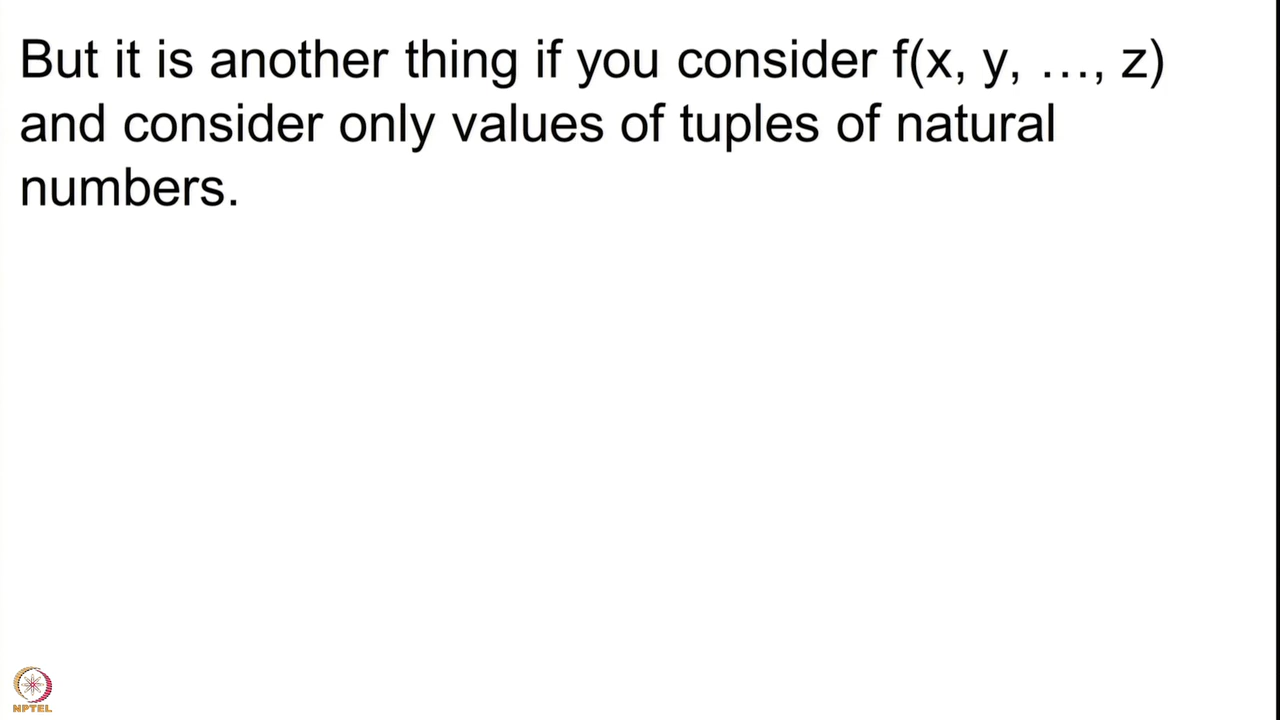 But it is another thing if you consider f(x, y, …, z)
and consider only values of tuples of natural
numbers.
NPTEL